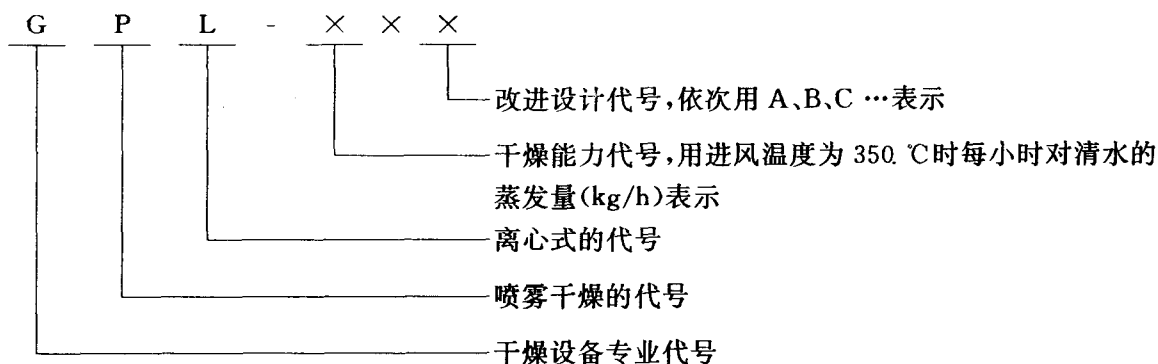 G P L - × × ×
改进设计代号,依次用 A、B、C …表示
干燥能力代号,用进风温度为 350 ℃时每小时对清水的
蒸发量(kg/h)表示
离心式的代号
喷雾干燥的代号
干燥设备专业代号